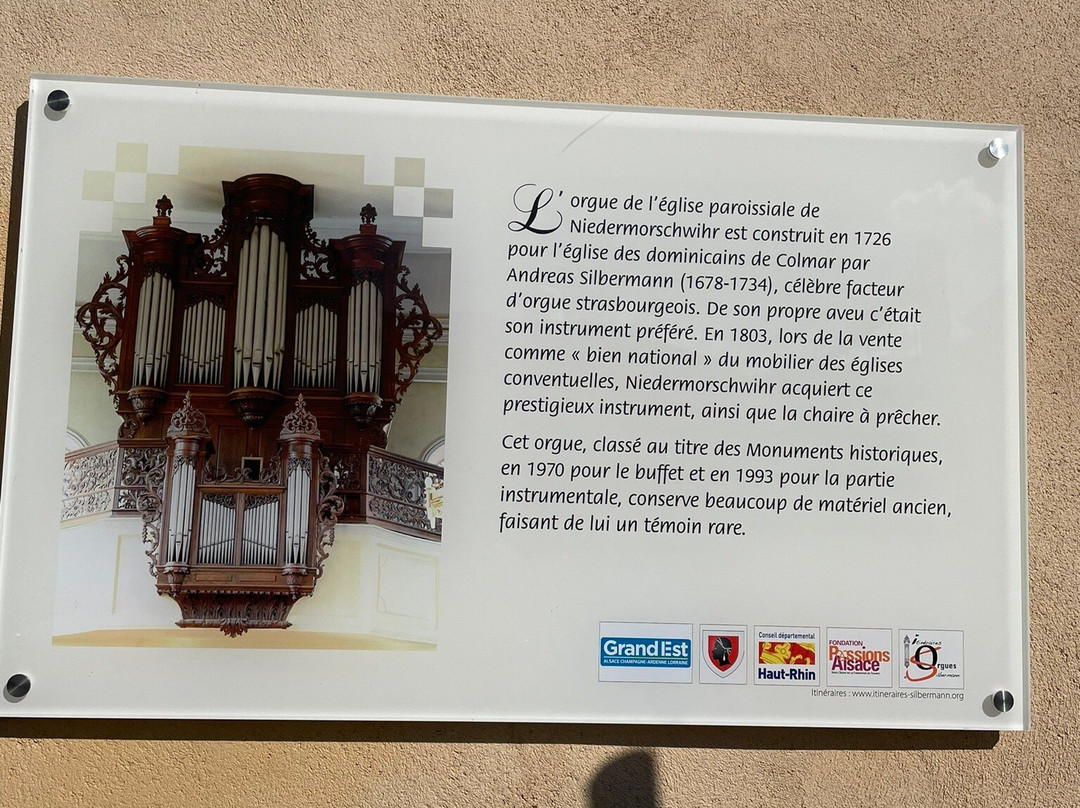 L'orgue de l'église paroissiale de
Niedermorschwihr est construit en 1726
pour l'église des dominicains de Colmar par
Andreas Silbermann (1678-1734), célèbre facteur
d'orgue strasbourgeois. De son propre aveu c'était
son instrument préféré. En 1803, lors de la vente
comme « bien national » du mobilier des églises
conventuelles, Niedermorschwihr acquiert ce
prestigieux instrument, ainsi que la chaire à prêcher.
Cet orgue, classé au titre des Monuments historiques,
en 1970 pour le buffet et en 1993 pour la partie
instrumentale, conserve beaucoup de matériel ancien,
faisant de lui un témoin rare.
GrandEst
ALSACE CHAMPAGNE-ARDENNE LORRAINE
Conseil départemental
Haut-Rhin
FONDATION
Passions
Alsace
itinéraires
Orgues
Silbermann
Itinéraires : www.itineraires-silbermann.org